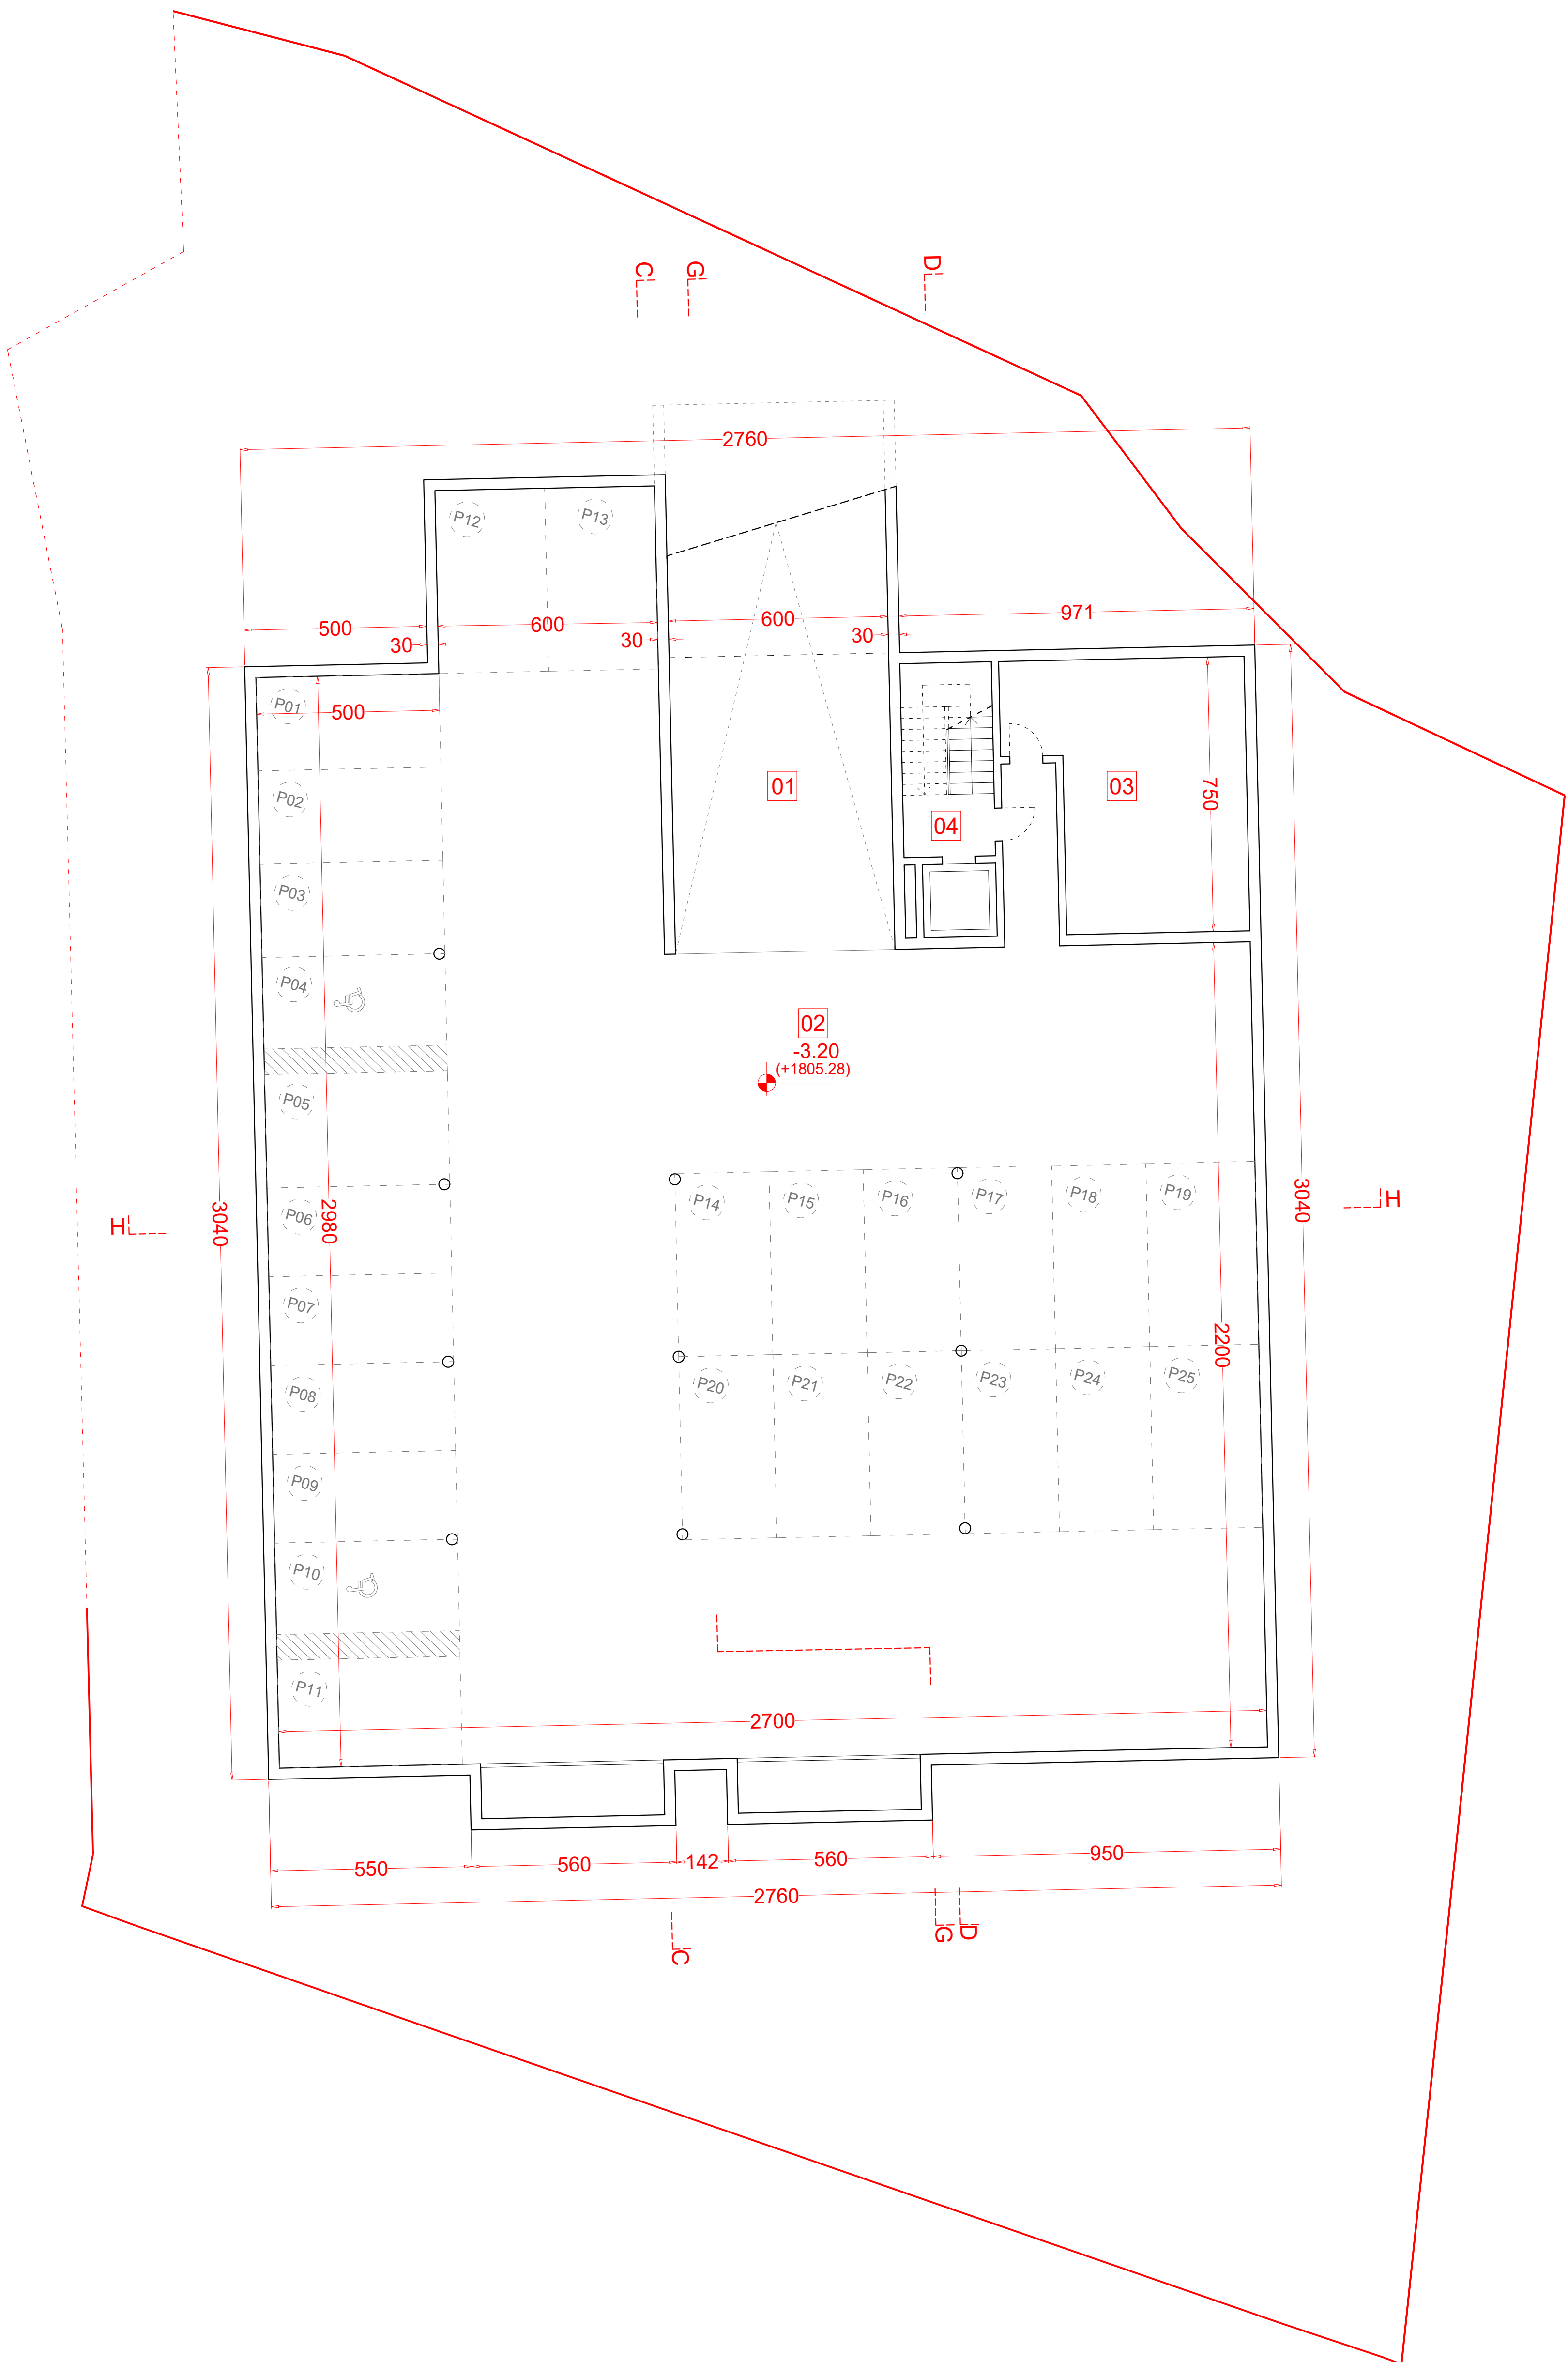 C
G
D
2760
P12
P13
500
600
600
971
30
30
30
P01
500
P02
01
03
750
04
P03
P04
02
-3.20
(+1805.28)
P05
3040
2980
3040
H
H
P06
P14
P15
P16
P17
P18
P19
P07
2200
P08
P20
P21
P22
P23
P24
P25
P09
P10
P11
2700
550
560
142
560
950
2760
G
D
C